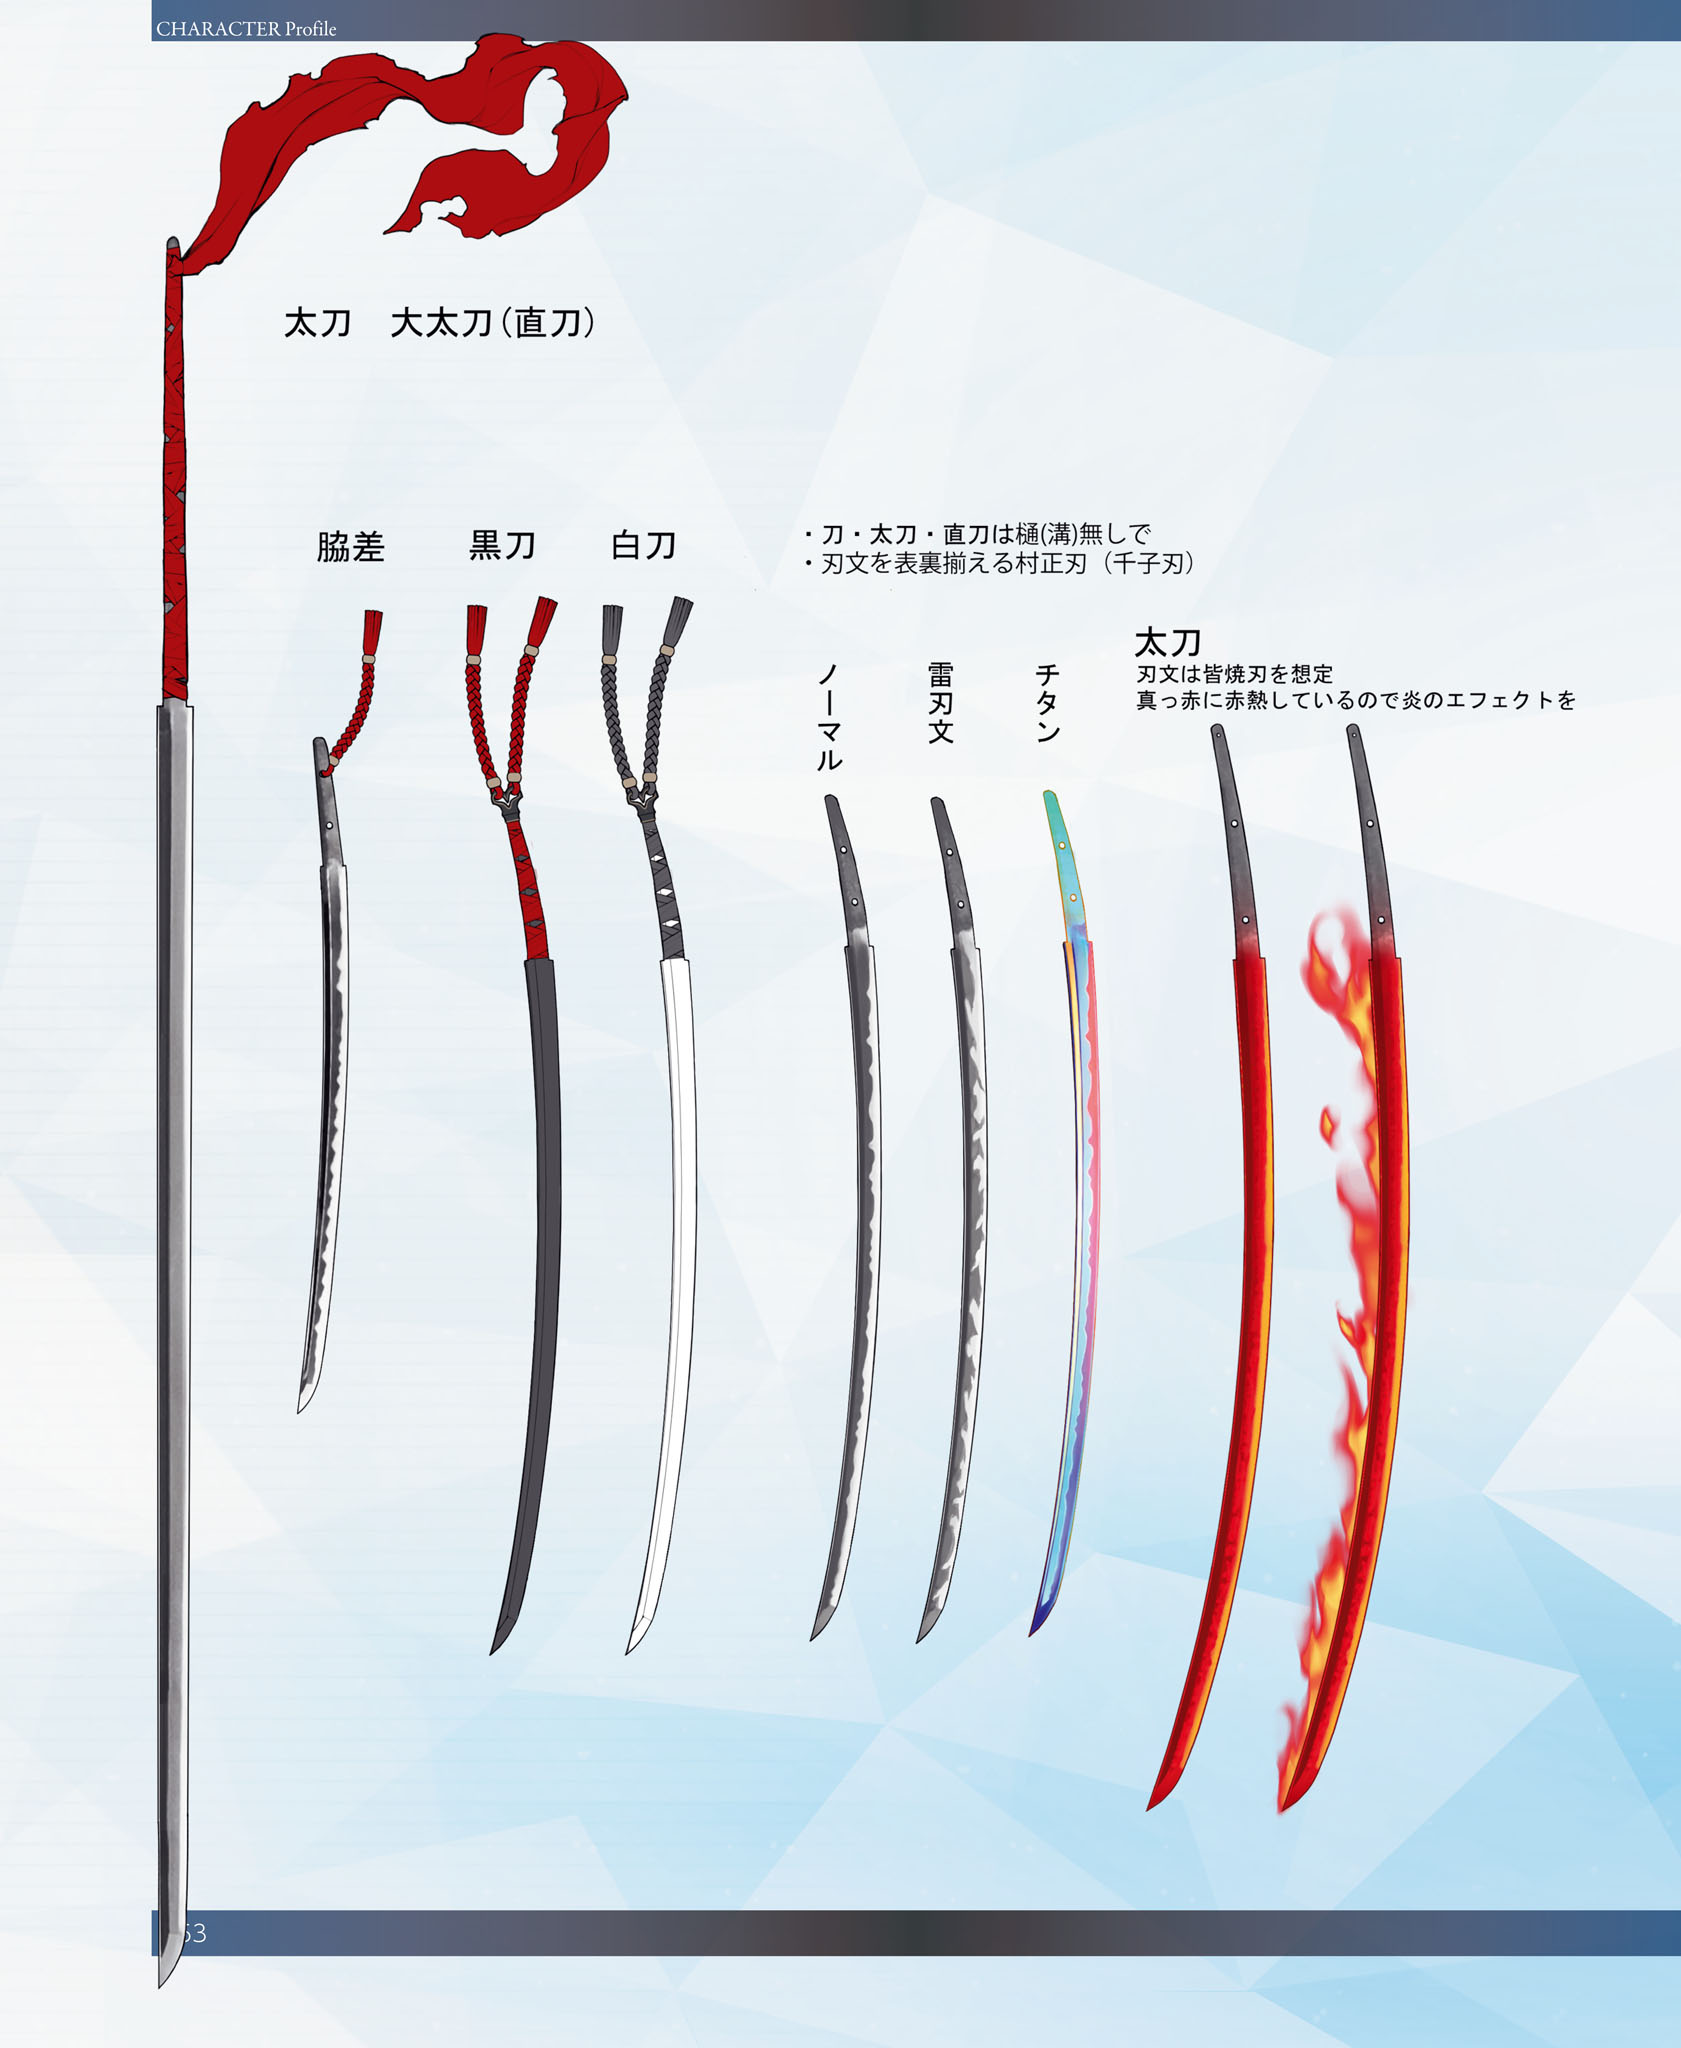 CHARACTER Profile
太刀　大太刀(直刀)
脇差
黒刀
白刀
・刀・太刀・直刀は樋(溝)無しで
・刃文を表裏揃える村正刃（千子刃）
ノーマル
雷刃文
チタン
太刀
刃文は皆焼刃を想定
真っ赤に赤熱しているので炎のエフェクトを